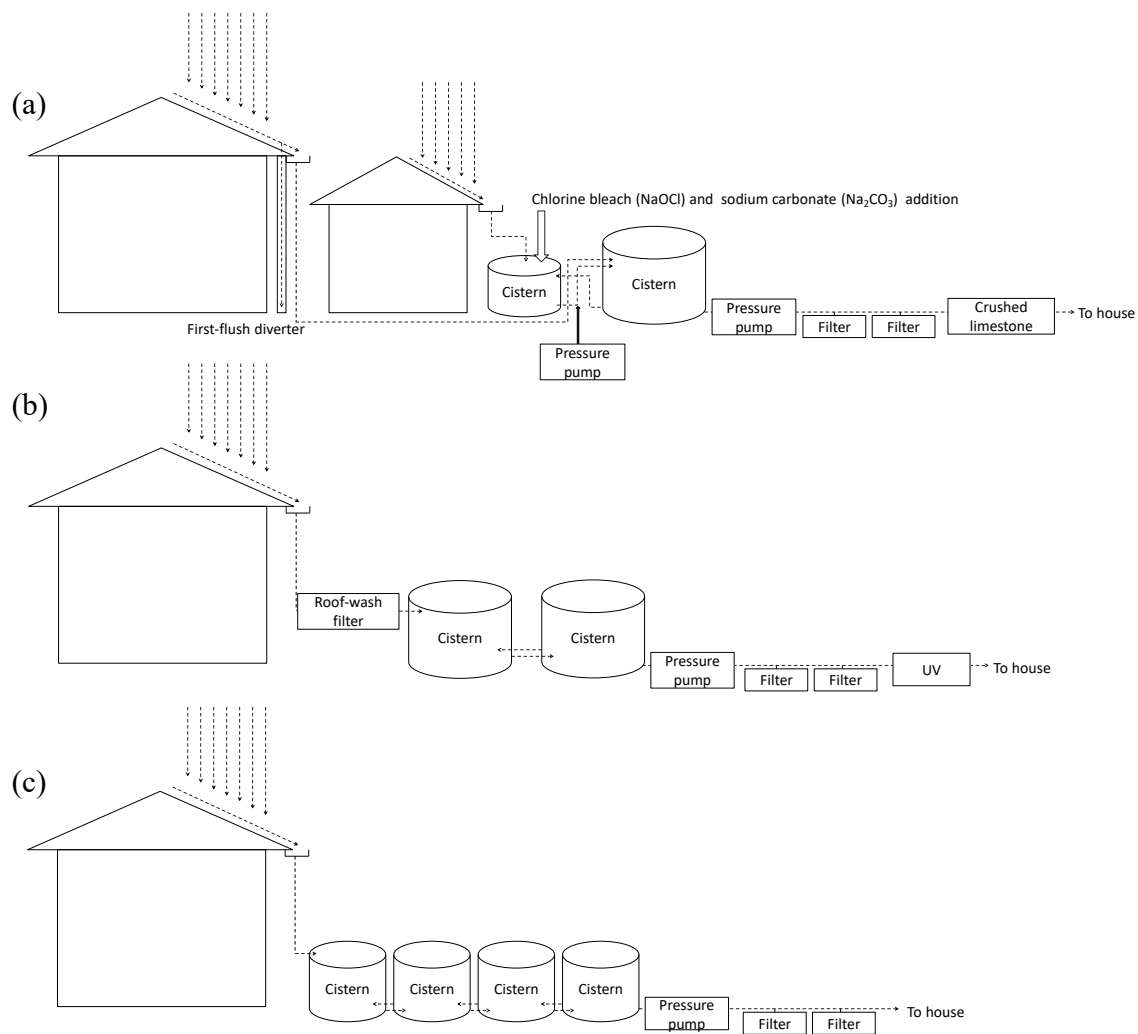 (a)
Chlorine bleach (NaOCl) and sodium carbonate (Na₂CO₃) addition
Cistern
Cistern
First-flush diverter
Pressure
pump
Pressure
pump
Filter
Filter
Crushed
limestone
To house
(b)
Roof-wash
filter
Cistern
Cistern
Pressure
pump
Filter
Filter
UV
To house
(c)
Cistern
Cistern
Cistern
Cistern
Pressure
pump
Filter
Filter
To house